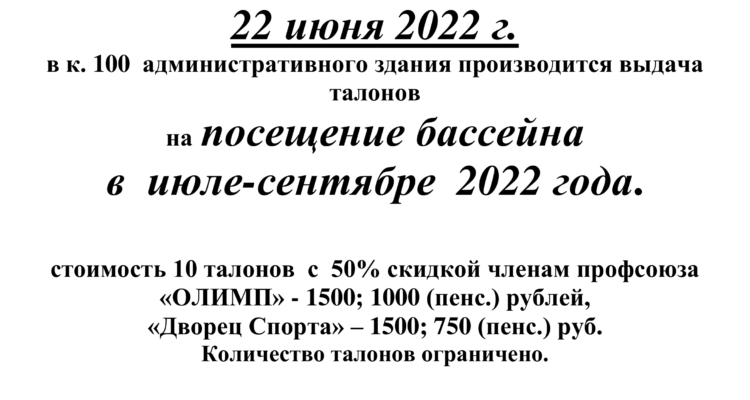 22 июня 2022 г.
в к. 100 административного здания производится выдача
талонов
на посещение бассейна
в июле-сентябре 2022 года.
стоимость 10 талонов с 50% скидкой членам профсоюза
«ОЛИМП» - 1500; 1000 (пенс.) рублей,
«Дворец Спорта» – 1500; 750 (пенс.) руб.
Количество талонов ограничено.